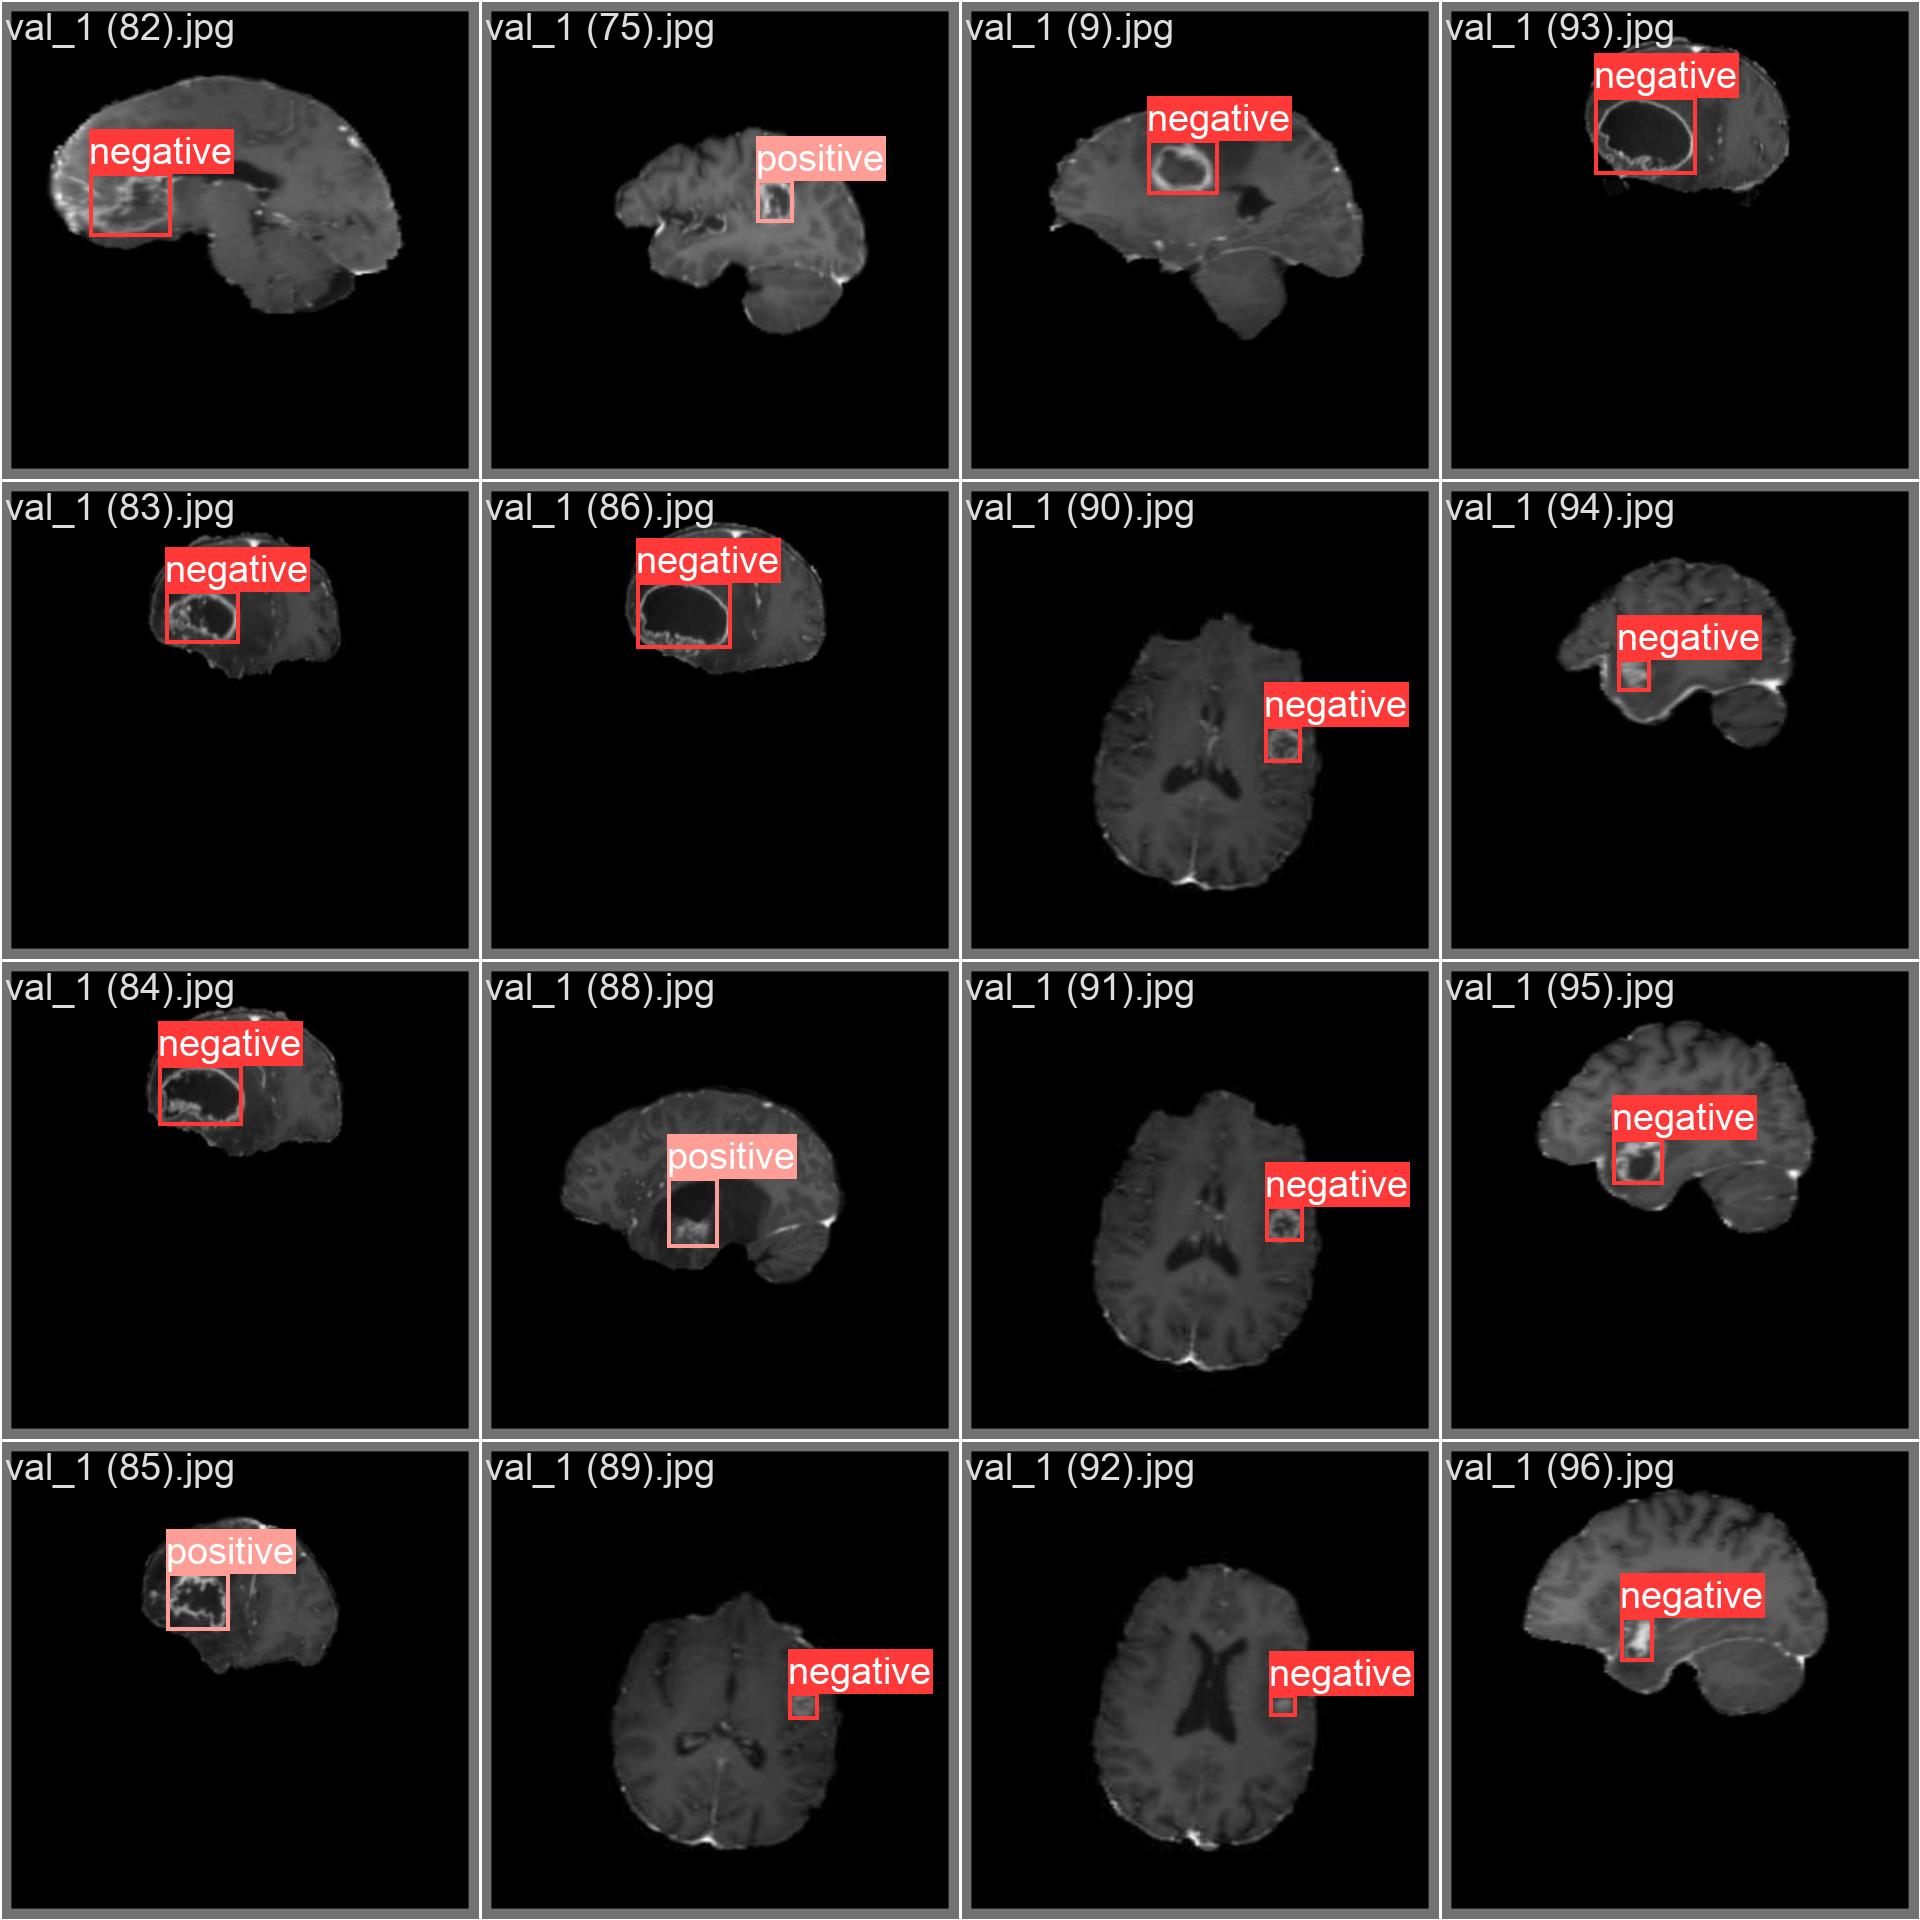 val_1 (82).jpg
negative
val_1 (75).jpg
positive
val_1 (9).jpg
negative
val_1 (93).jpg
negative
val_1 (83).jpg
negative
val_1 (86).jpg
negative
val_1 (90).jpg
negative
val_1 (94).jpg
negative
val_1 (84).jpg
negative
val_1 (88).jpg
positive
val_1 (91).jpg
negative
val_1 (95).jpg
negative
val_1 (85).jpg
positive
val_1 (89).jpg
negative
val_1 (92).jpg
negative
val_1 (96).jpg
negative